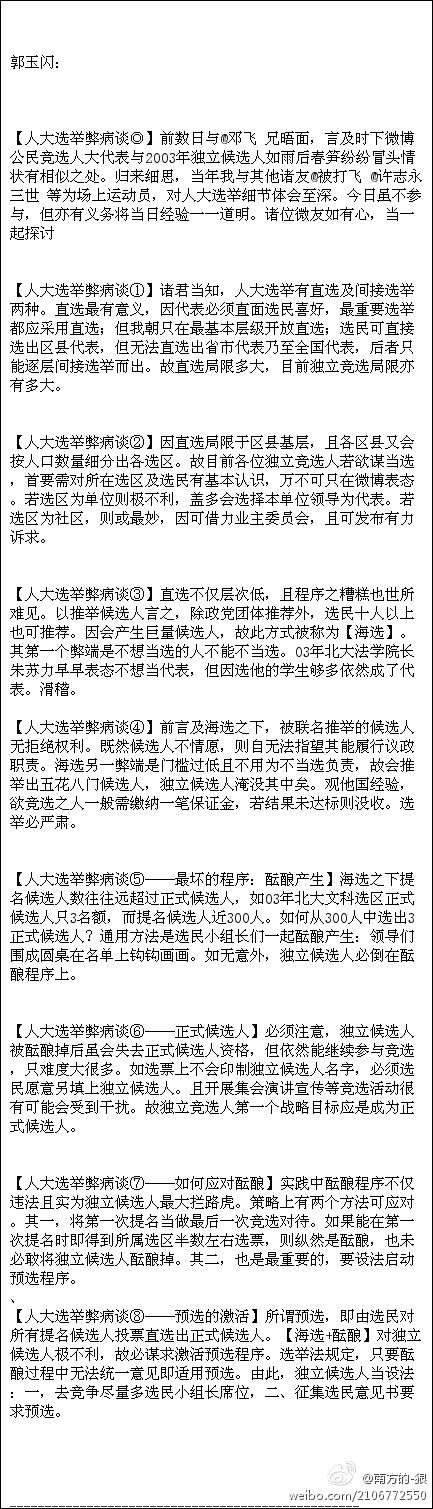 郭玉闪：
【人大选举弊病谈◎】前数日与@邓飞 兄晤面，言及时下微博
公民竞选人大代表与2003年独立候选人如雨后春笋纷纷冒头情
状有相似之处。归来细思，当年我与其他诸友@被打飞 @许志永
三世 等为场上运动员，对人大选举细节体会至深。今日虽不参
与，但亦有义务将当日经验一一道明。诸位微友如有心，当一
起探讨
【人大选举弊病谈①】诸君当知，人大选举有直选及间接选举
两种。直选最有意义，因代表必须直面选民喜好，最重要选举
都应采用直选；但我朝只在最基本层级开放直选；选民可直接
选出区县代表，但无法直选出省市代表乃至全国代表，后者只
能逐层间接选举而出。故直选局限多大，目前独立竞选局限亦
有多大。
【人大选举弊病谈②】因直选局限于区县基层，且各区县又会
按人口数量细分出各选区。故目前各位独立竞选人若欲谋当选
，首要需对所在选区及选民有基本认识，万不可只在微博表态
。若选区为单位则极不利，盖多会选择本单位领导为代表。若
选区为社区，则或最妙，因可借力业主委员会，且可发布有力
诉求。
【人大选举弊病谈③】直选不仅层次低，且程序之糟糕也世所
难见。以推举候选人言之，除政党团体推荐外，选民十人以上
也可推荐。因会产生巨量候选人，故此方式被称为【海选】。
其第一个弊端是不想当选的人不能不当选。03年北大法学院长
朱苏力早早表态不想当代表，但因选他的学生够多依然成了代
表。滑稽。
【人大选举弊病谈④】前言及海选之下，被联名推举的候选人
无拒绝权利。既然候选人不情愿，则自无法指望其能履行议政
职责。海选另一弊端是门槛过低且不用为不当选负责，故会推
举出五花八门候选人，独立候选人淹没其中矣。观他国经验，
欲竞选之人一般需缴纳一笔保证金，若结果未达标则没收。选
举必严肃。
【人大选举弊病谈⑤——最坏的程序：酝酿产生】海选之下提
名候选人数往往远超过正式候选人，如03年北大文科选区正式
候选人只3名额，而提名候选人近300人。如何从300人中选出3
正式候选人？通用方法是选民小组长们一起酝酿产生：领导们
围成圆桌在名单上钩钩画画。如无意外，独立候选人必倒在酝
酿程序上。
【人大选举弊病谈⑥——正式候选人】必须注意，独立候选人
被酝酿掉后虽会失去正式候选人资格，但依然能继续参与竞选
，只难度大很多。如选票上不会印制独立候选人名字，必须选
民愿意另填上独立候选人。且开展集会演讲宣传等竞选活动很
有可能会受到干扰。故独立竞选人第一个战略目标应是成为正
式候选人。
【人大选举弊病谈⑦——如何应对酝酿】实践中酝酿程序不仅
违法且实为独立候选人最大拦路虎。策略上有两个方法可应对
。其一，将第一次提名当做最后一次竞选对待。如果能在第一
次提名时即得到所属选区半数左右选票，则纵然是酝酿，也未
必敢将独立候选人酝酿掉。其二，也是最重要的，要设法启动
预选程序。
、
【人大选举弊病谈⑧——预选的激活】所谓预选，即由选民对
所有提名候选人投票直选出正式候选人。【海选+酝酿】对独立
候选人极不利，故必谋求激活预选程序。选举法规定，只要酝
酿过程中无法统一意见即适用预选。由此，独立候选人当设法
：一，去竞争尽量多选民小组长席位，二、征集选民意见书要
求预选。
@南方的-狼
weibo.com/2106772550